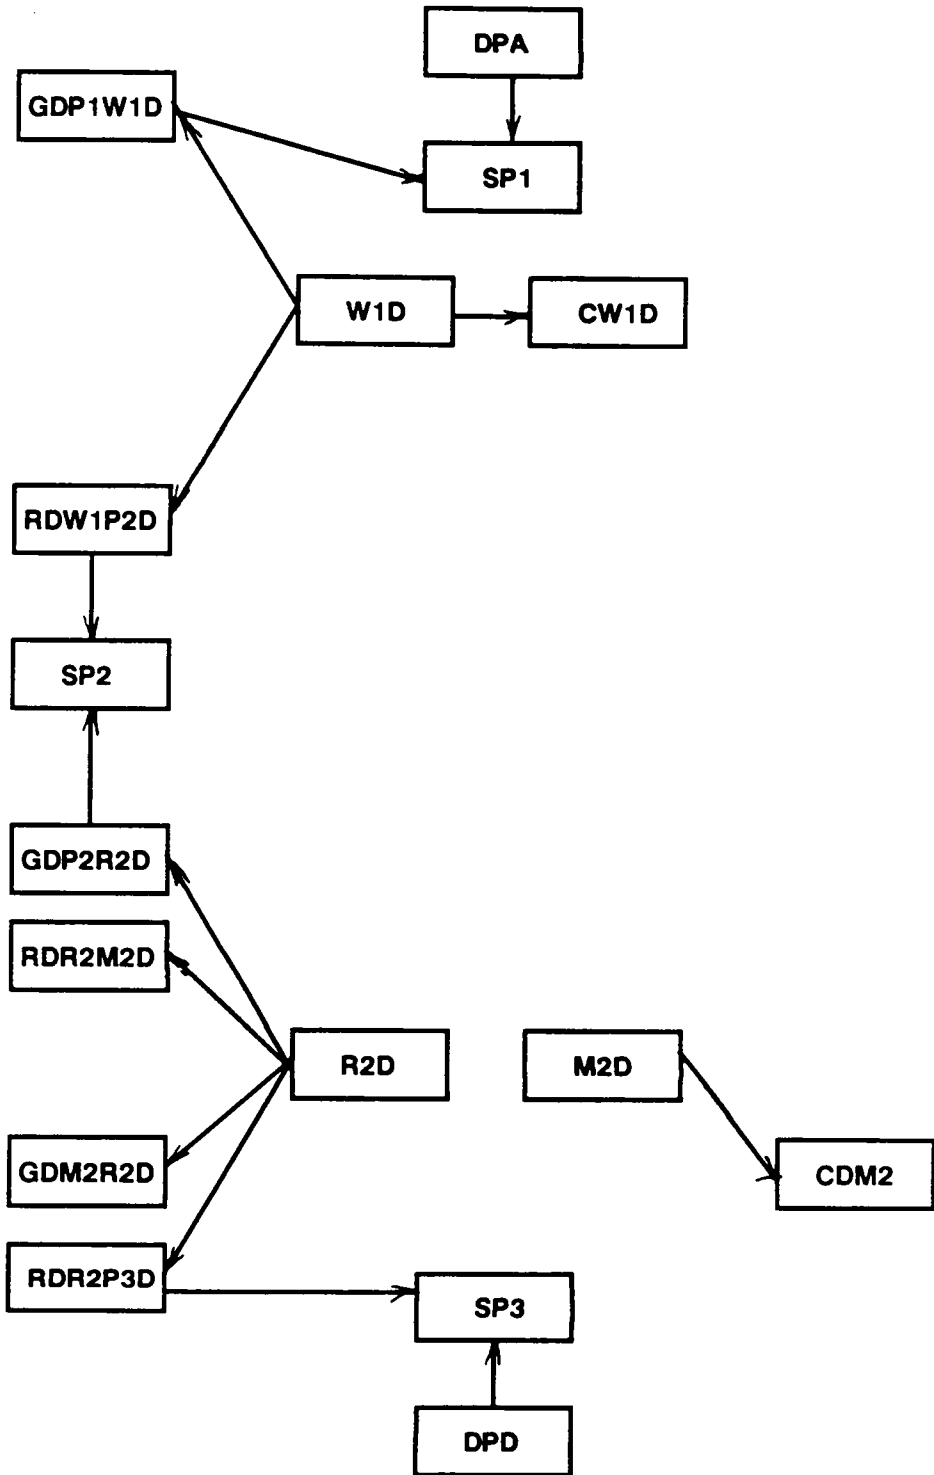 DPA
GDP1W1D
SP1
W1D
CW1D
RDW1P2D
SP2
GDP2R2D
RDR2M2D
R2D
M2D
GDM2R2D
CDM2
RDR2P3D
SP3
DPD